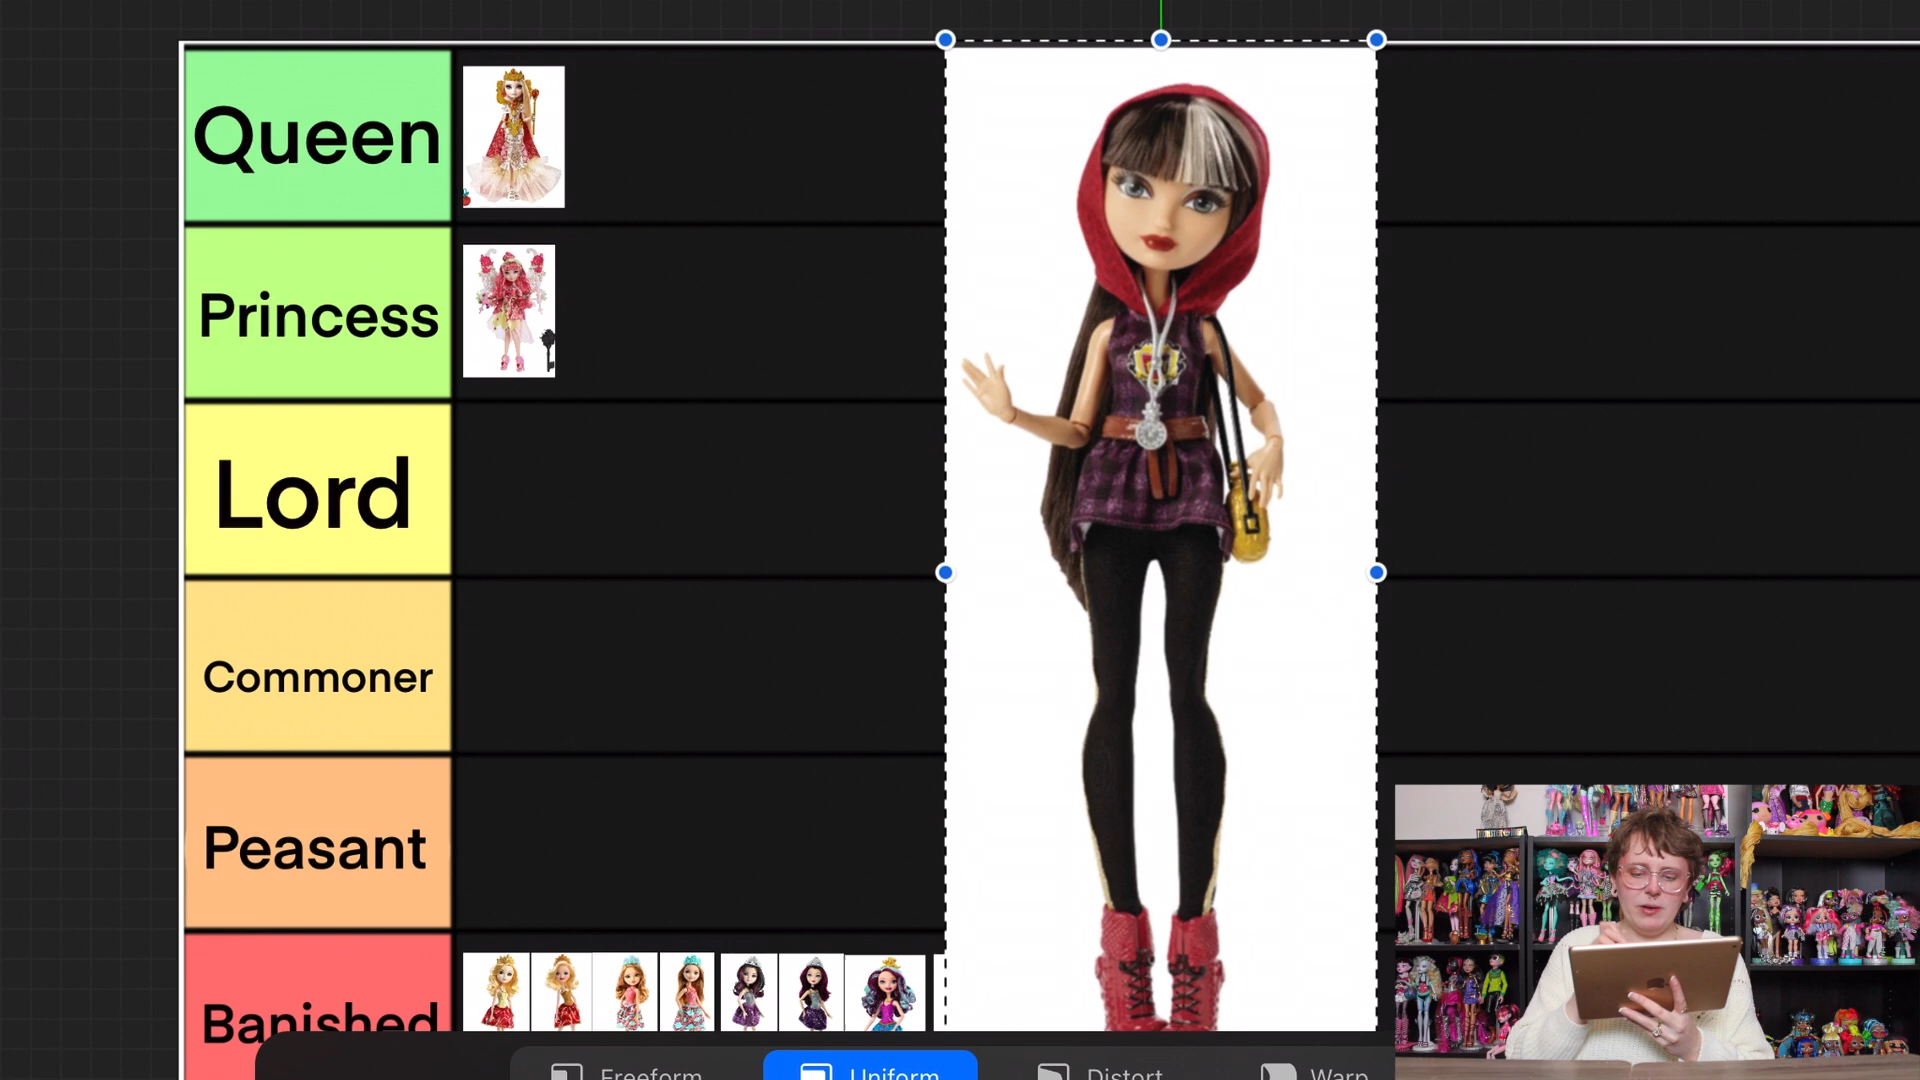 Queen
Princess
Lord
Commoner
Peasant
Banished
Freeform
Uniform
Distort
Warp